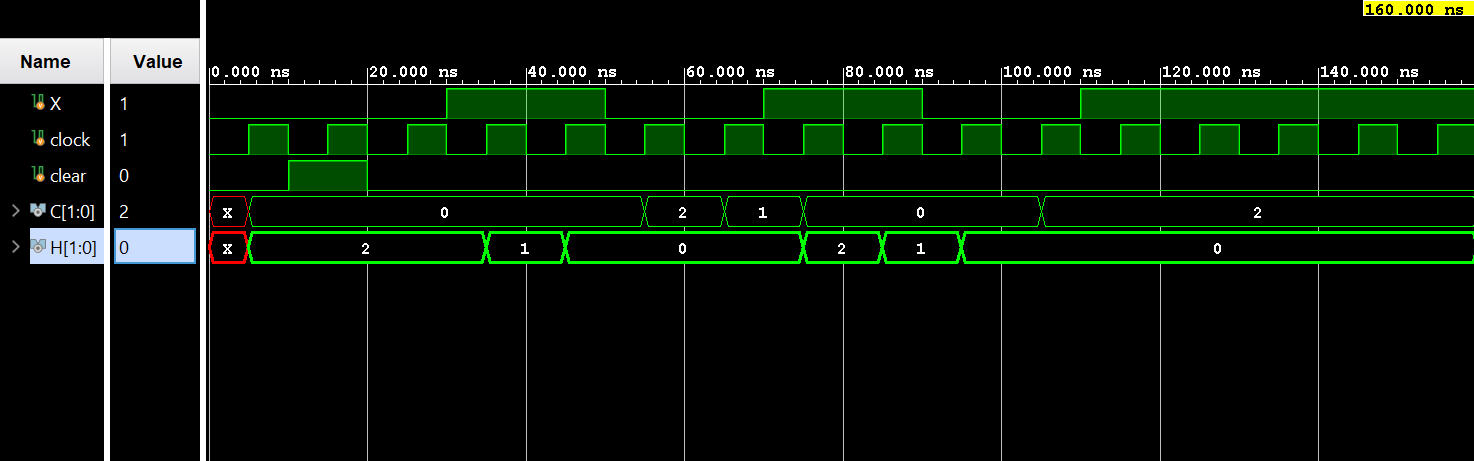 160.000 ns
Name Value
0.000 ns 20.000 ns 40.000 ns 60.000 ns 80.000 ns 100.000 ns 120.000 ns 140.000 ns
X 1
clock 1
clear 0
C[1:0] 2 X 0 2 1 0 2
H[1:0] 0 X 2 1 0 2 1 0